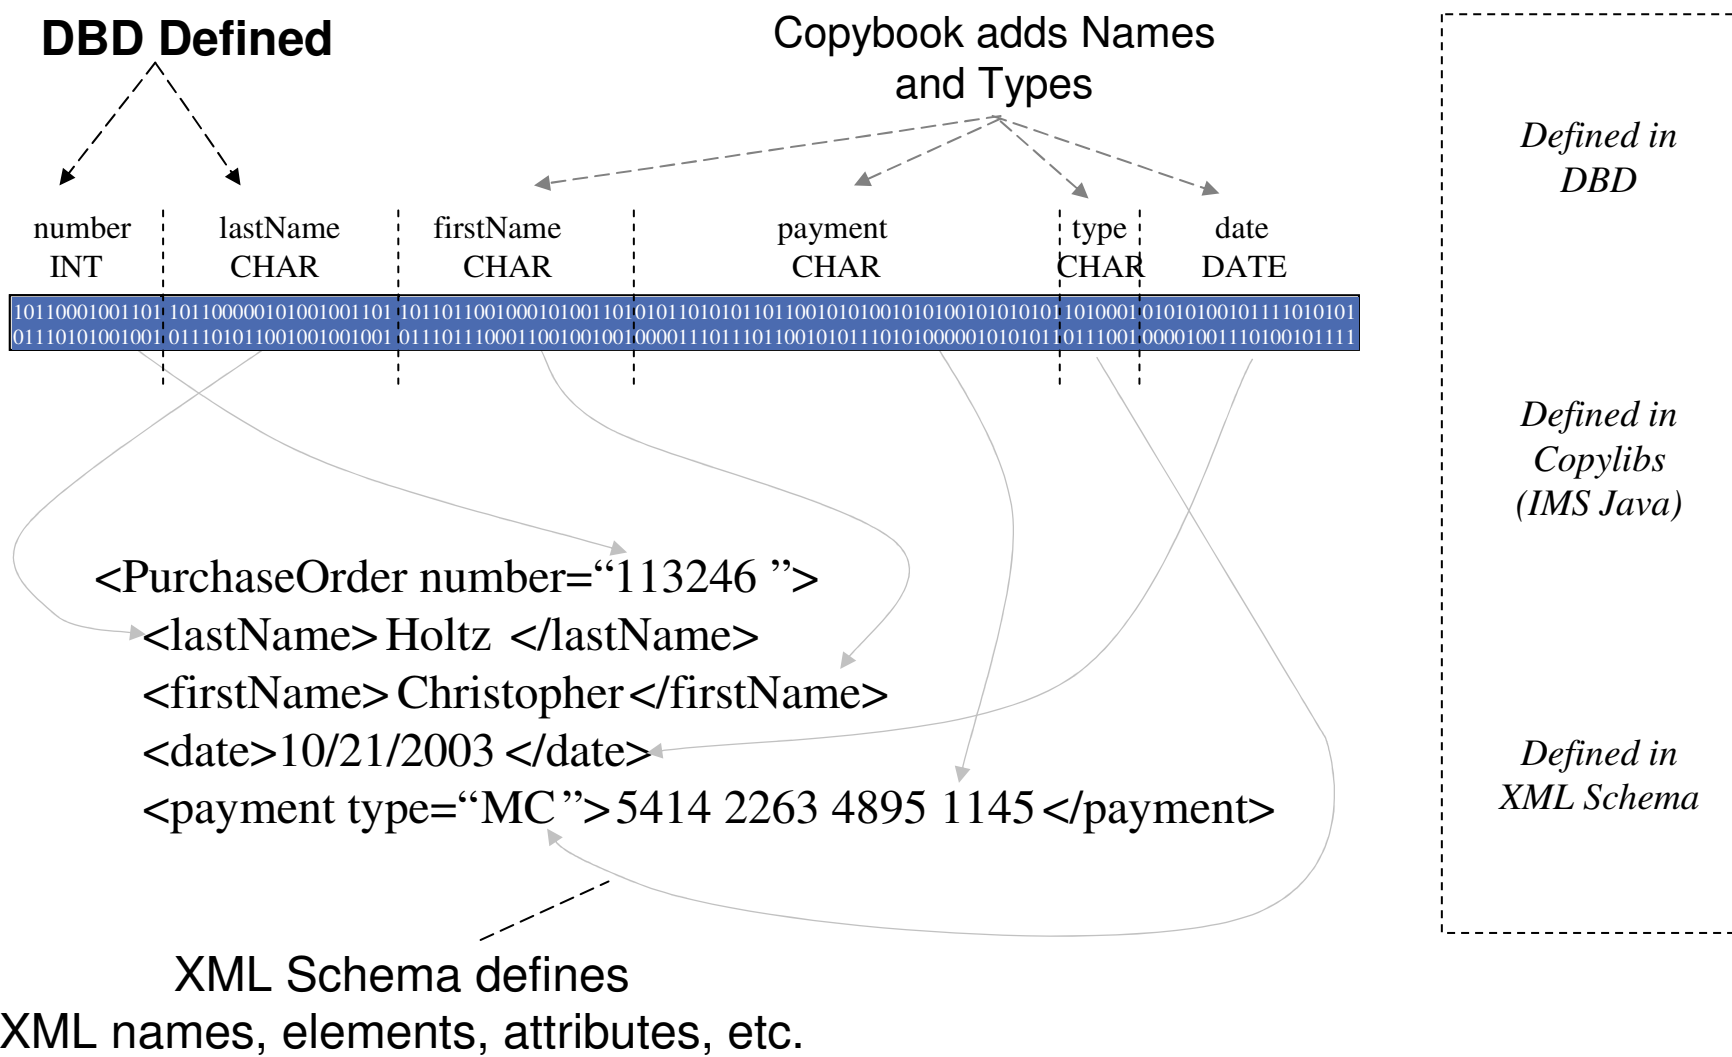 DBD Defined
Copybook adds Names
and Types
number
INT
lastName
CHAR
firstName
CHAR
payment
CHAR
type
CHAR
date
DATE
<PurchaseOrder number=“113246 ”>
<lastName> Holtz </lastName>
<firstName> Christopher </firstName>
<date>10/21/2003 </date>
<payment type=“MC”> 5414 2263 4895 1145 </payment>
XML Schema defines
XML names, elements, attributes, etc.
Defined in
DBD
Defined in
Copylibs
(IMS Java)
Defined in
XML Schema